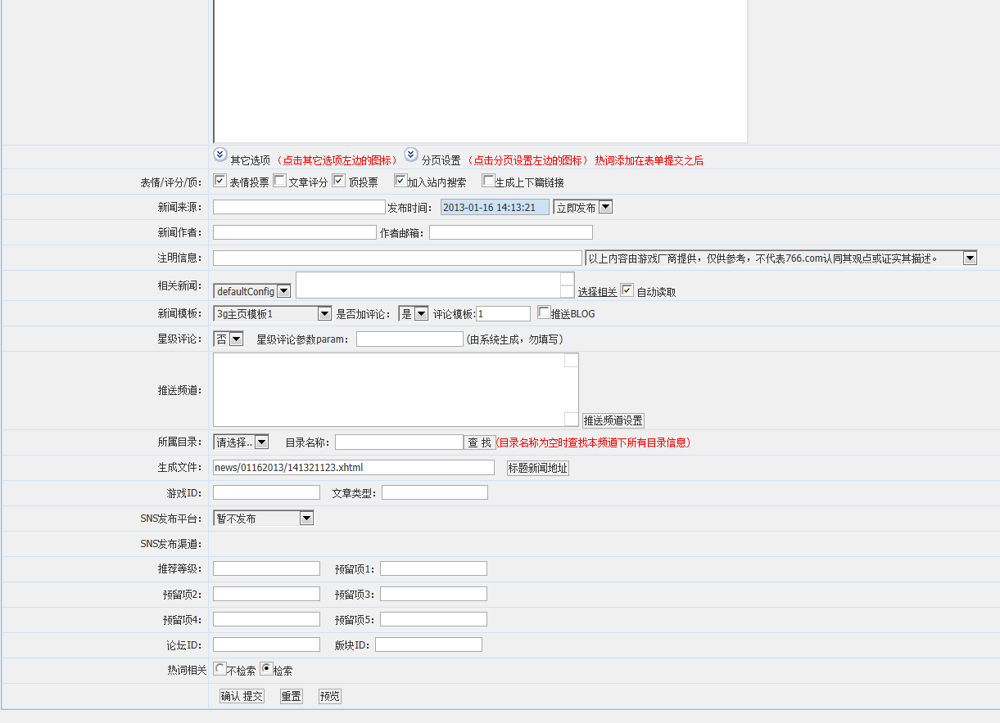 其它选项 （点击其它选项左边的图标） 分页设置 （点击分页设置左边的图标） 热词添加在表单提交之后
表情/评分/顶: 表情投票 文章评分 顶投票 加入站内搜索 生成上下篇链接
新闻来源: 发布时间: 2013-01-16 14:13:21 立即发布
新闻作者: 作者邮箱:
注明信息: 以上内容由游戏厂商提供，仅供参考，不代表766.com认同其观点或证实其描述。
相关新闻: defaultConfig 选择相关 自动读取
新闻模板: 3g主页模板1 是否加评论: 是 评论模板:1 推送BLOG
星级评论: 否 星级评论参数param: (由系统生成，勿填写)
推送频道: 推送频道设置
所属目录: 请选择.. 目录名称: 查 找 (目录名称为空时查找本频道下所有目录信息)
生成文件: news/01162013/141321123.xhtml 标题新闻地址
游戏ID: 文章类型:
SNS发布平台: 暂不发布
SNS发布渠道:
推荐等级: 预留项1:
预留项2: 预留项3:
预留项4: 预留项5:
论坛ID: 版块ID:
热词相关 不检索 检索
确认 提交 重置 预览